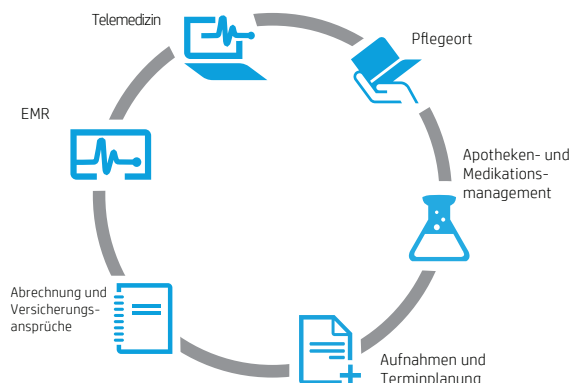 Telemedizin
Pflegeort
EMR
Apotheken- und
Medikations-
management
Abrechnung und
Versicherungs-
ansprüche
Aufnahmen und
Terminplanung